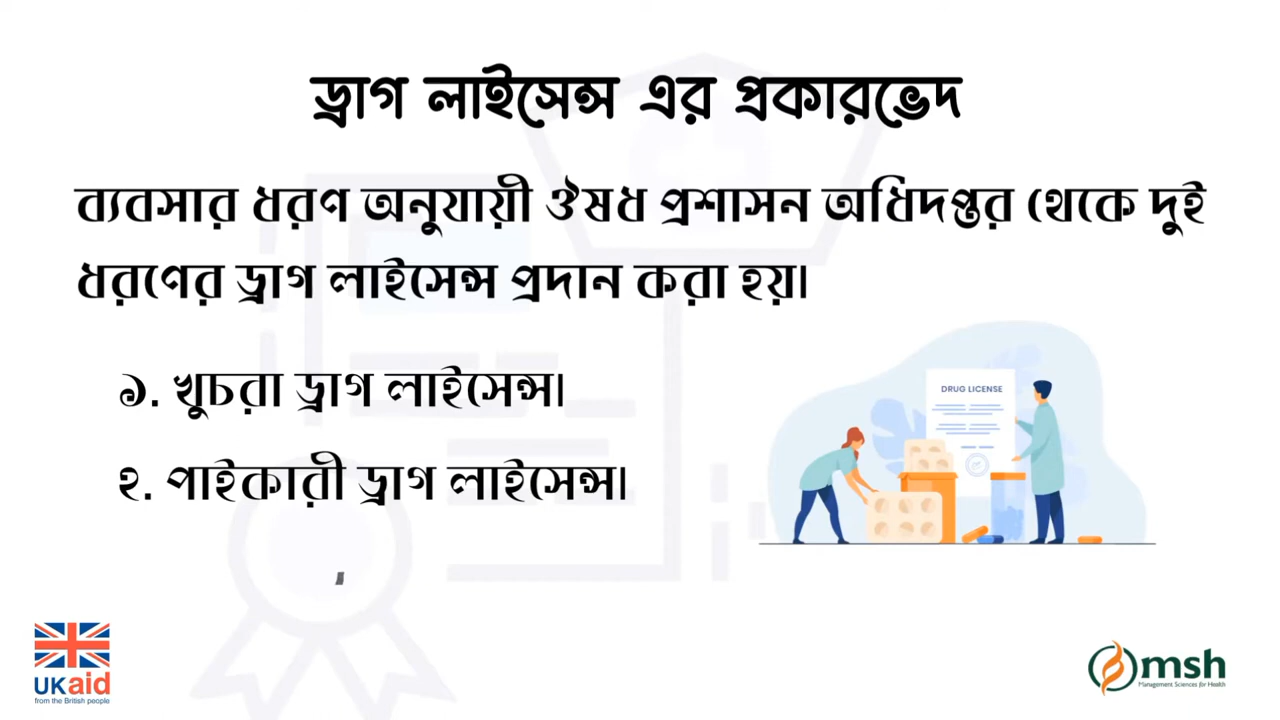 ড্রাগ লাইসেন্স এর প্রকারভেদ
ব্যবসার ধরণ অনুযায়ী ঔষধ প্রশাসন অধিদপ্তর থেকে দুই
ধরণের ড্রাগ লাইসেন্স প্রদান করা হয়।
১. খুচরা ড্রাগ লাইসেন্স।
২. পাইকারী ড্রাগ লাইসেন্স।
DRUG LICENSE
UKaid
from the British people
msh
Management Sciences for Health